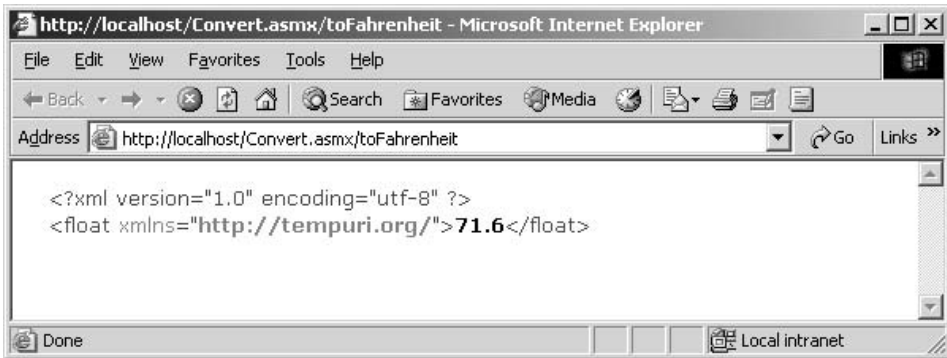 http://localhost/Convert.asmx/toFahrenheit - Microsoft Internet Explorer
File Edit View Favorites Tools Help
Back Search Favorites Media
Address http://localhost/Convert.asmx/toFahrenheit Go Links »
<?xml version="1.0" encoding="utf-8" ?>
<float xmlns="http://tempuri.org/">71.6</float>
Done Local intranet